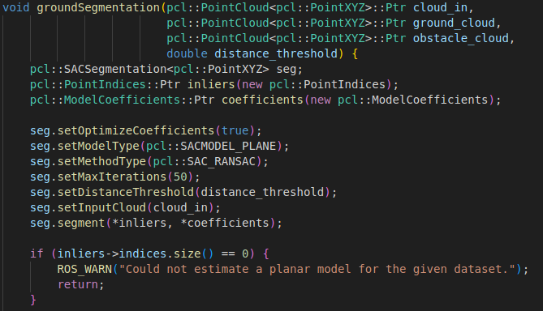 void groundSegmentation(pcl::PointCloud<pcl::PointXYZ>::Ptr cloud_in,
                        pcl::PointCloud<pcl::PointXYZ>::Ptr ground_cloud,
                        pcl::PointCloud<pcl::PointXYZ>::Ptr obstacle_cloud,
                        double distance_threshold) {
    pcl::SACSegmentation<pcl::PointXYZ> seg;
    pcl::PointIndices::Ptr inliers(new pcl::PointIndices);
    pcl::ModelCoefficients::Ptr coefficients(new pcl::ModelCoefficients);

    seg.setOptimizeCoefficients(true);
    seg.setModelType(pcl::SACMODEL_PLANE);
    seg.setMethodType(pcl::SAC_RANSAC);
    seg.setMaxIterations(50);
    seg.setDistanceThreshold(distance_threshold);
    seg.setInputCloud(cloud_in);
    seg.segment(*inliers, *coefficients);

    if (inliers->indices.size() == 0) {
        ROS_WARN("Could not estimate a planar model for the given dataset.");
        return;
    }